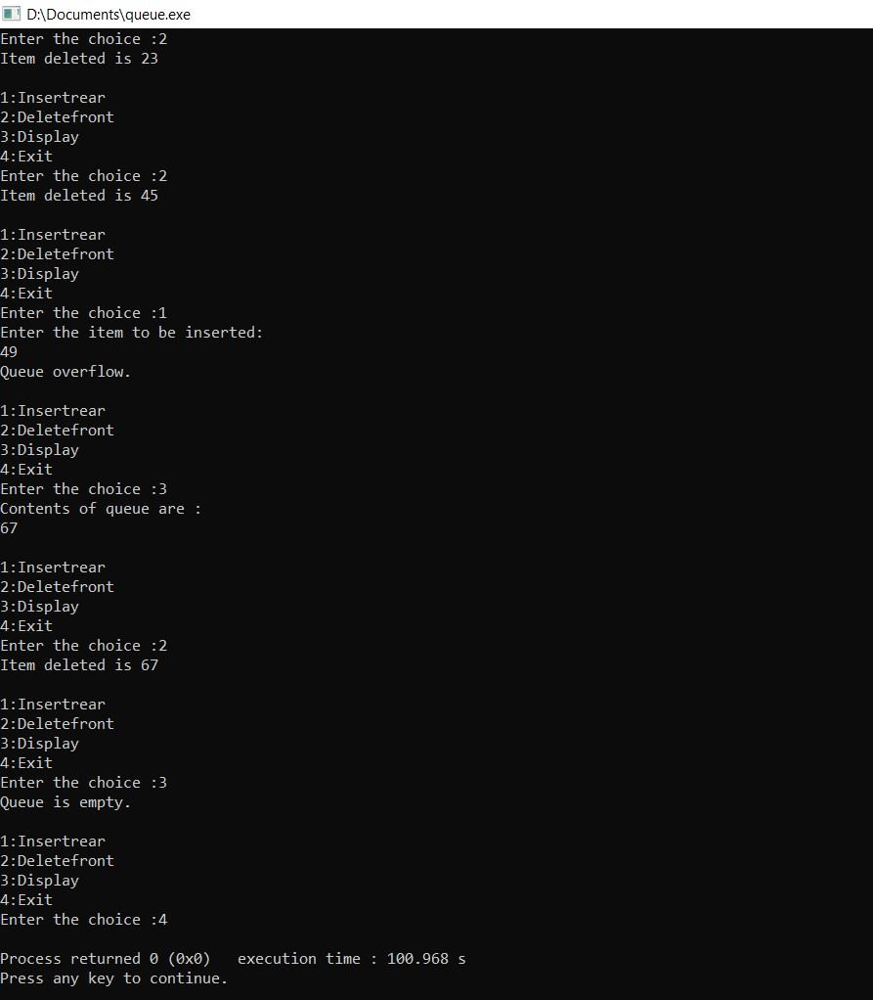 D:\Documents\queue.exe
Enter the choice :2
Item deleted is 23
1:Insertrear
2:Deletefront
3:Display
4:Exit
Enter the choice :2
Item deleted is 45
1:Insertrear
2:Deletefront
3:Display
4:Exit
Enter the choice :1
Enter the item to be inserted:
49
Queue overflow.
1:Insertrear
2:Deletefront
3:Display
4:Exit
Enter the choice :3
Contents of queue are :
67
1:Insertrear
2:Deletefront
3:Display
4:Exit
Enter the choice :2
Item deleted is 67
1:Insertrear
2:Deletefront
3:Display
4:Exit
Enter the choice :3
Queue is empty.
1:Insertrear
2:Deletefront
3:Display
4:Exit
Enter the choice :4
Process returned 0 (0x0)   execution time : 100.968 s
Press any key to continue.